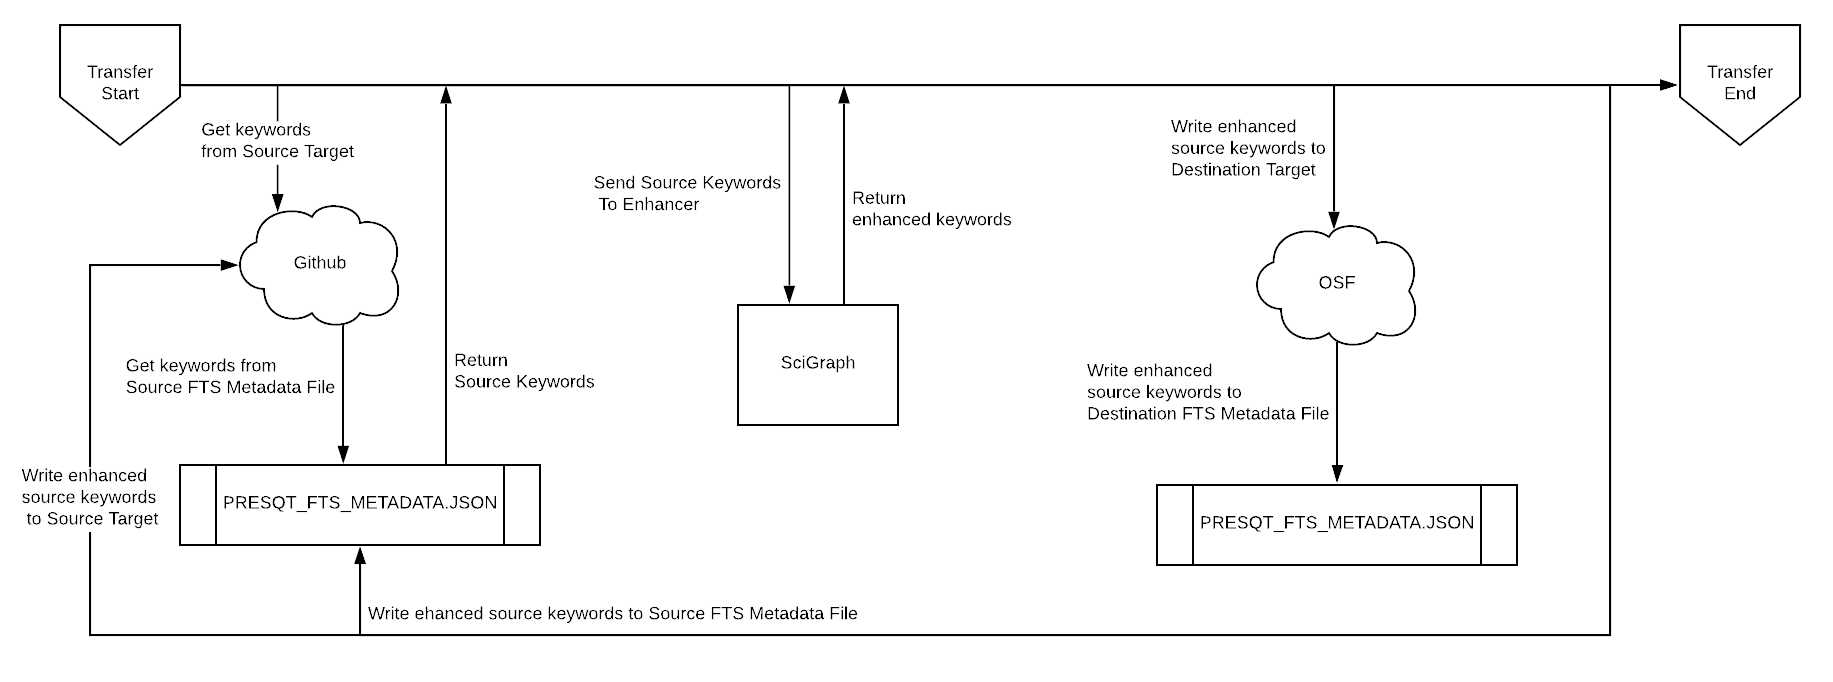 Transfer
Start
Transfer
End
Get keywords
from Source Target
Write enhanced
source keywords to
Destination Target
Send Source Keywords
To Enhancer
Return
enhanced keywords
Github
OSF
SciGraph
Get keywords from
Source FTS Metadata File
Return
Source Keywords
Write enhanced
source keywords to
Destination FTS Metadata File
Write enhanced
source keywords
to Source Target
PRESQT_FTS_METADATA.JSON
PRESQT_FTS_METADATA.JSON
Write ehanced source keywords to Source FTS Metadata File